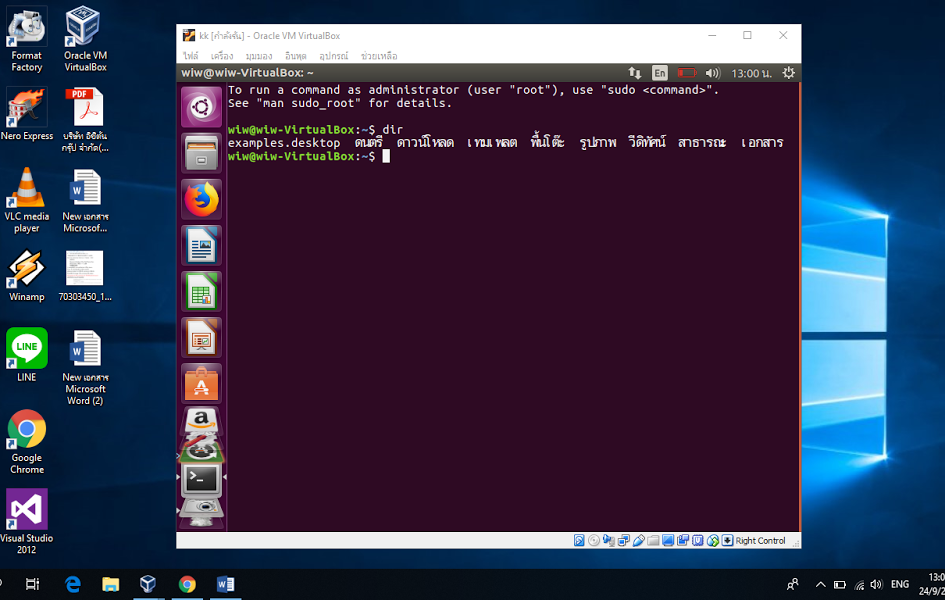 Format
Factory
Oracle VM
VirtualBox
Nero Express
PDF
บริษัท อีซี่ดัน
กรุ๊ป จำกัด(...
VLC media
player
New เอกสาร
Microsof...
Winamp
70303450_1...
LINE
LINE
New เอกสาร
Microsoft
Word (2)
Google
Chrome
Visual Studio
2012
kk [กำลังรัน] - Oracle VM VirtualBox
ไฟล์ เครื่อง มุมมอง อินพุต อุปกรณ์ ช่วยเหลือ
wiw@wiw-VirtualBox: ~
En
13:00 น.
To run a command as administrator (user "root"), use "sudo <command>".
See "man sudo_root" for details.
wiw@wiw-VirtualBox:~$ dir
examples.desktop ดนตรี ดาวน์โหลด เทมเพลต พื้นโต๊ะ รูปภาพ วีดิทัศน์ สาธารณะ เอกสาร
wiw@wiw-VirtualBox:~$
Right Control
ENG
13:0
24/9/2